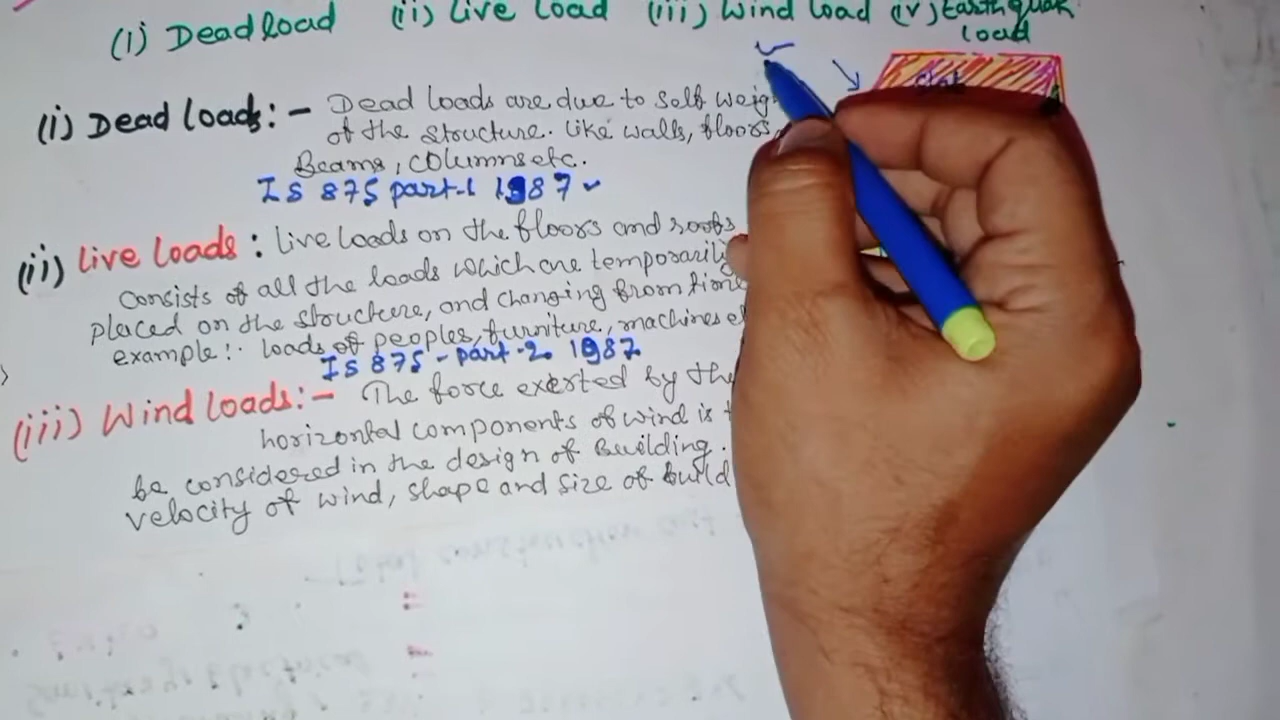 (i) Dead load (ii) Live load (iii) Wind load (iv) Earthquak
load
(i) Dead loads:- Dead loads are due to self weig
of the structure. like walls, floors,
Beams, columns etc.
IS 875 part-1 1987
(ii) live loads: live loads on the floors and roofs
consists of all the loads which are temporarily
placed on the structure, and changing from time
example:. loads of peoples, furniture, machines e
IS 875 - part-2 1987
(iii) Wind loads:- The force exerted by the
horizontal components of wind is t
be considered in the design of Building.
velocity of wind, shape and size of build